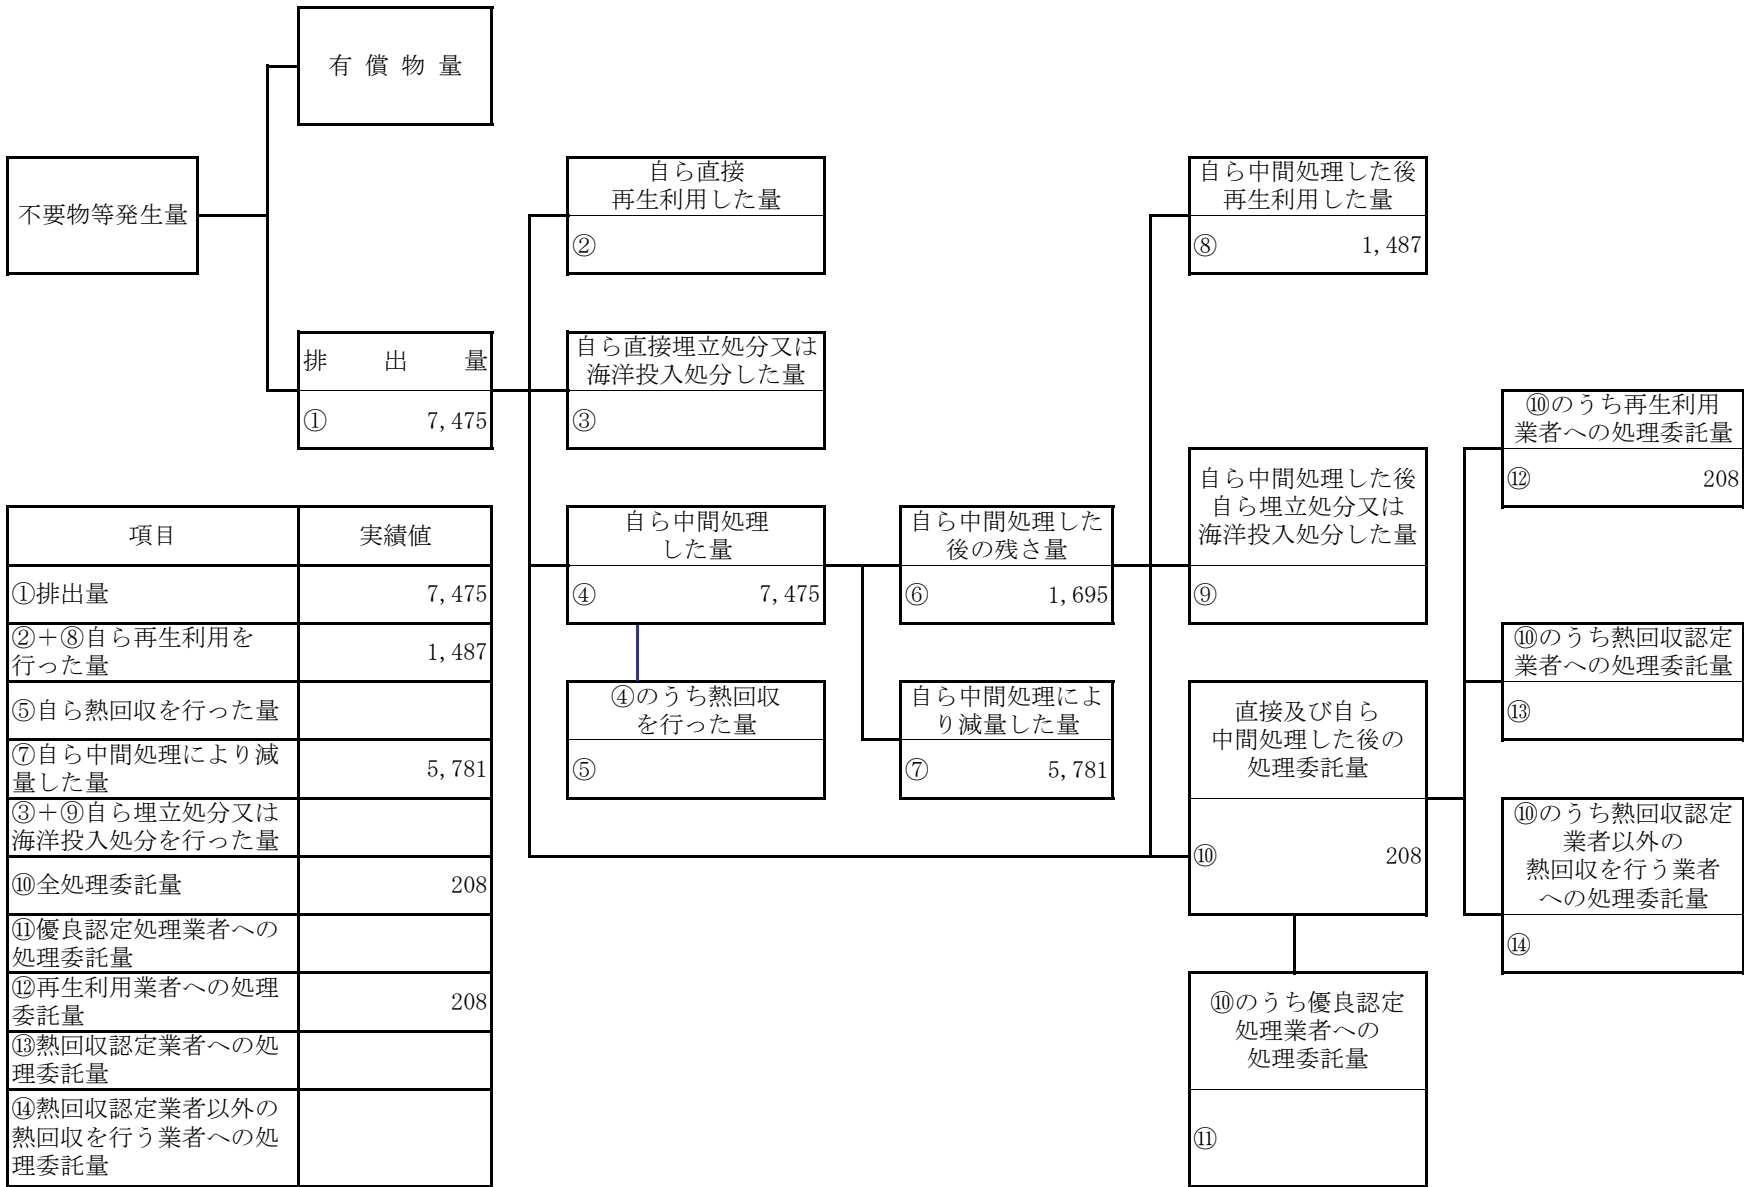 有償物量
不要物等発生量
自ら直接
再生利用した量
②
自ら中間処理した後
再生利用した量
⑧ 1,487
排出量
① 7,475
自ら直接埋立処分又は
海洋投入処分した量
③
⑩のうち再生利用
業者への処理委託量
⑫ 208
自ら中間処理した後
自ら埋立処分又は
海洋投入処分した量
⑨
自ら中間処理
した量
④ 7,475
自ら中間処理した
後の残さ量
⑥ 1,695
⑩のうち熱回収認定
業者への処理委託量
⑬
④のうち熱回収
を行った量
⑤
自ら中間処理によ
り減量した量
⑦ 5,781
直接及び自ら
中間処理した後の
処理委託量
⑩ 208
⑩のうち熱回収認定
業者以外の
熱回収を行う業者
への処理委託量
⑭
⑩のうち優良認定
処理業者への
処理委託量
⑪
項目 実績値
①排出量 7,475
②＋⑧自ら再生利用を
行った量 1,487
⑤自ら熱回収を行った量
⑦自ら中間処理により減
量した量 5,781
③＋⑨自ら埋立処分又は
海洋投入処分を行った量
⑩全処理委託量 208
⑪優良認定処理業者への
処理委託量
⑫再生利用業者への処理
委託量 208
⑬熱回収認定業者への処
理委託量
⑭熱回収認定業者以外の
熱回収を行う業者への処
理委託量